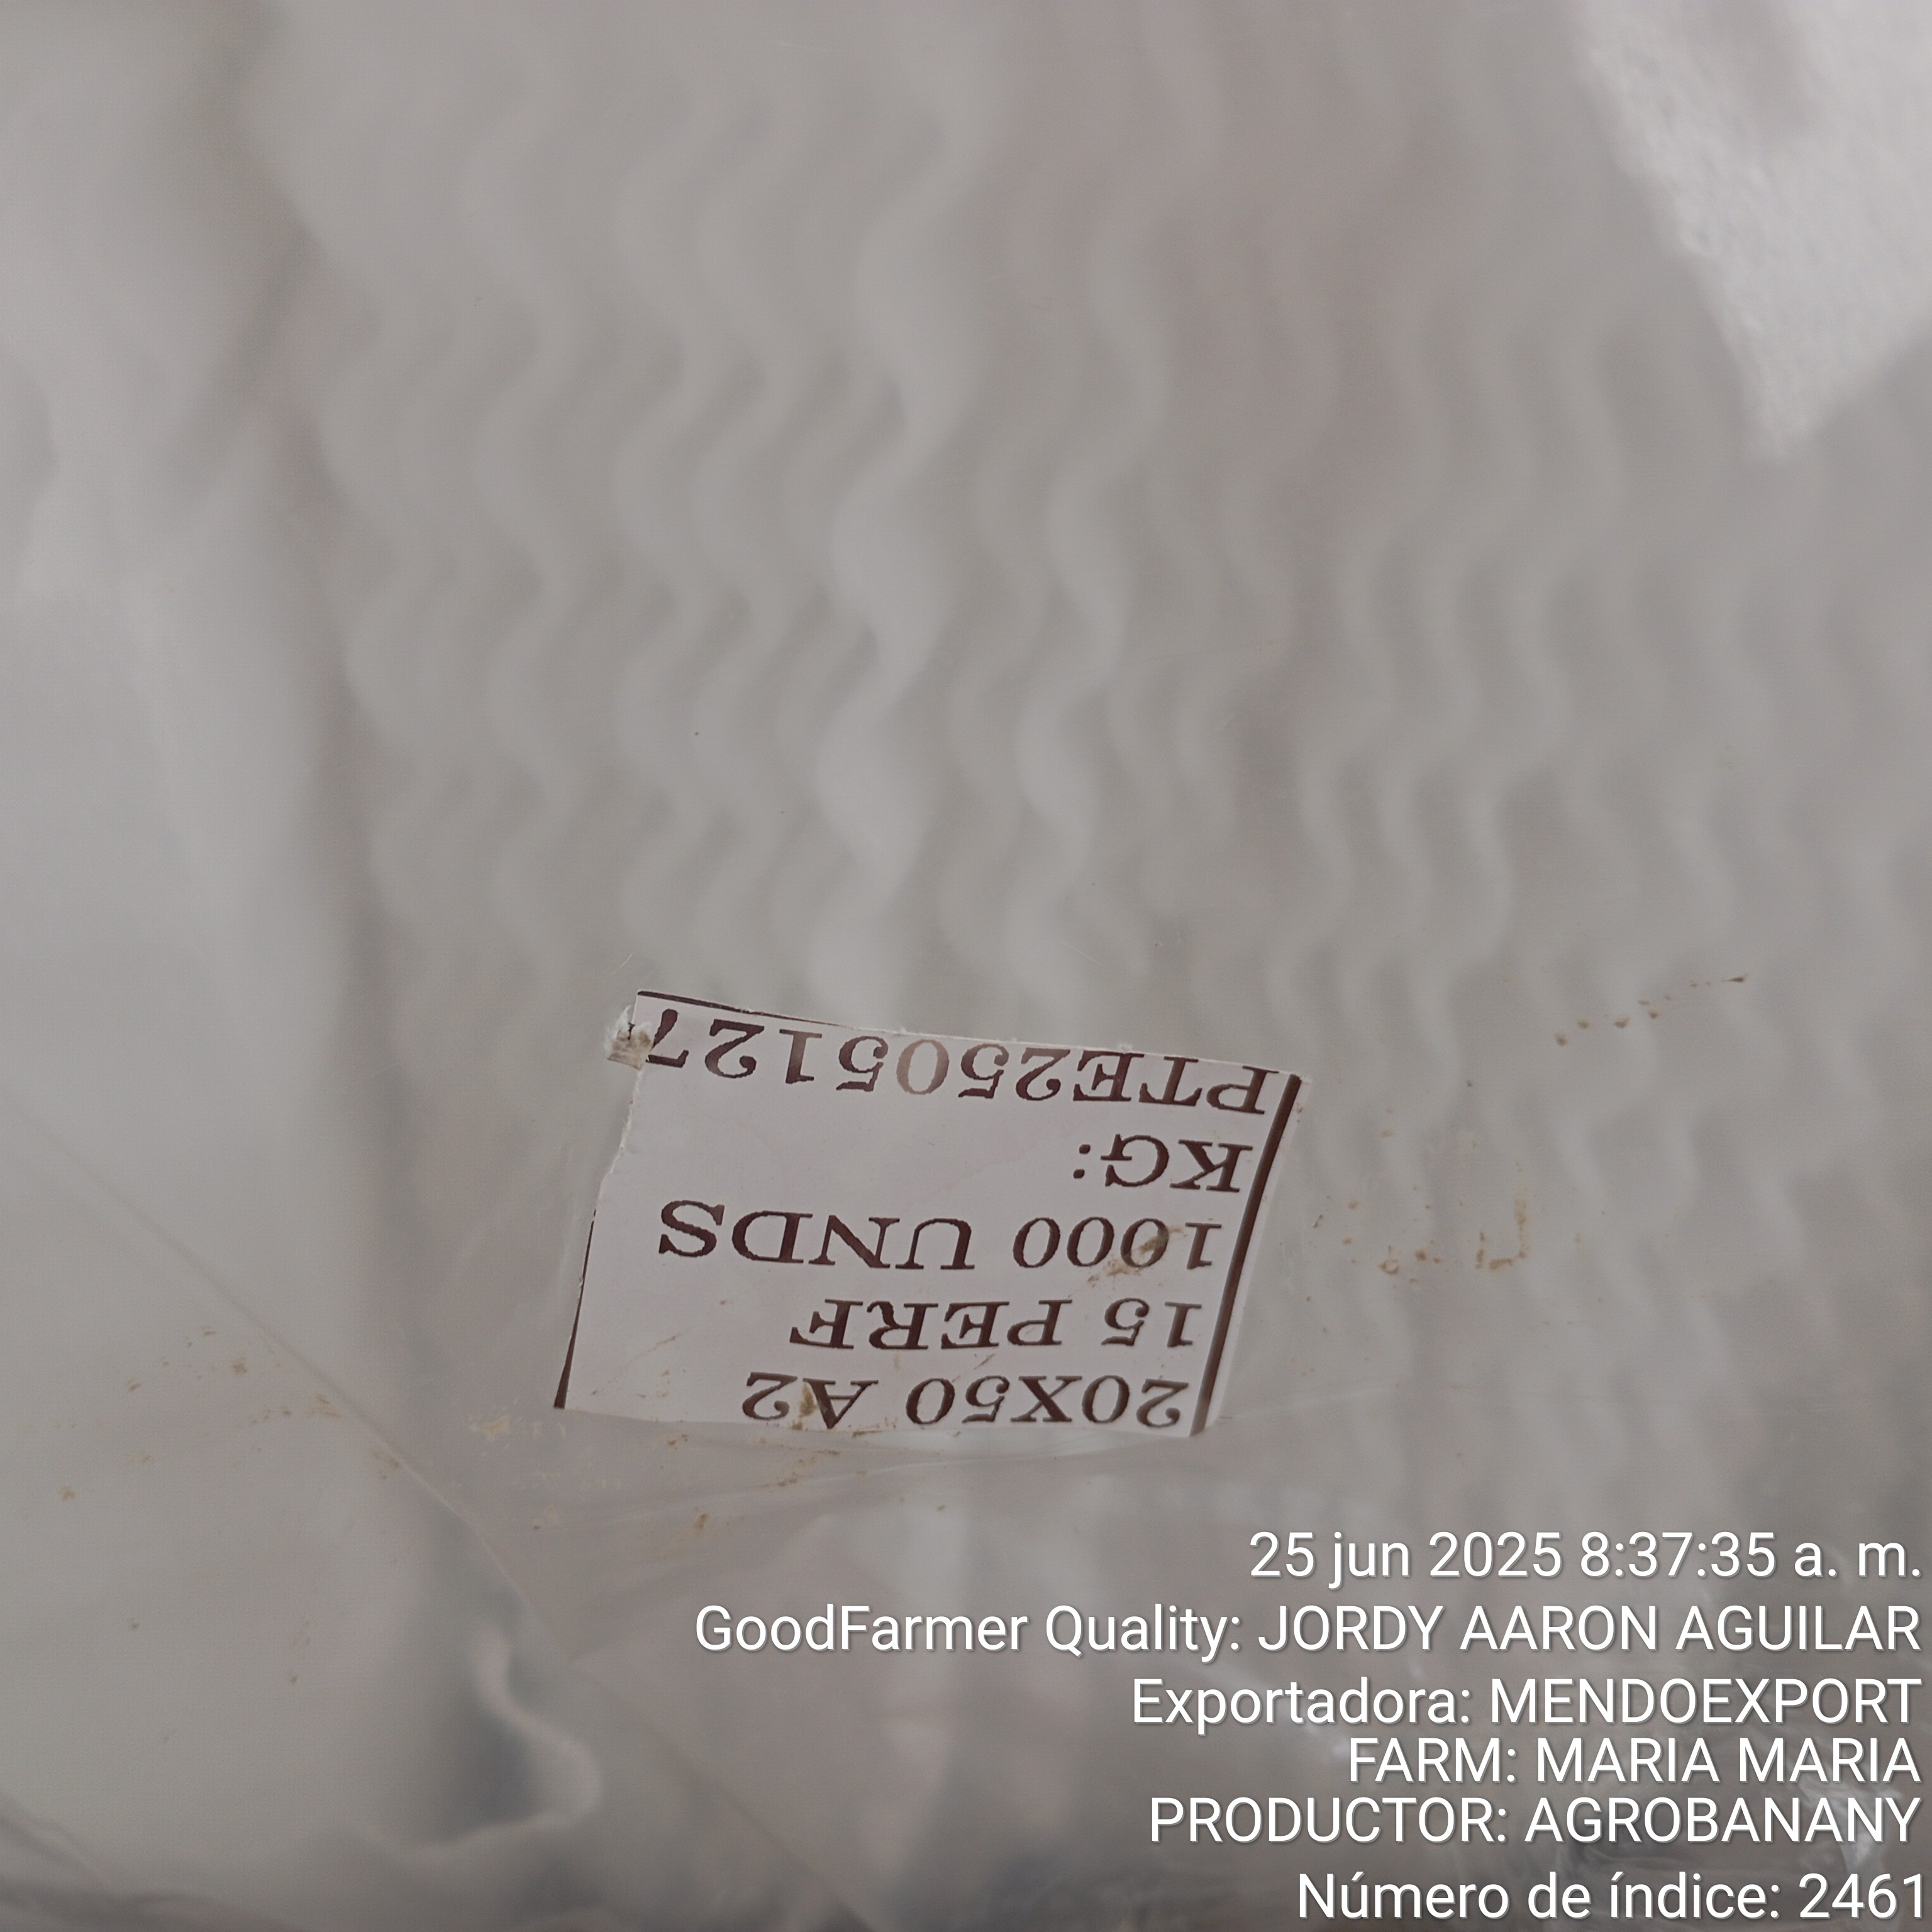 20X50 A2
15 PERF
1000 UNDS
KG:
PTE2505127
25 jun 2025 8:37:35 a. m.
GoodFarmer Quality: JORDY AARON AGUILAR
Exportadora: MENDOEXPORT
FARM: MARIA MARIA
PRODUCTOR: AGROBANANY
Número de índice: 2461